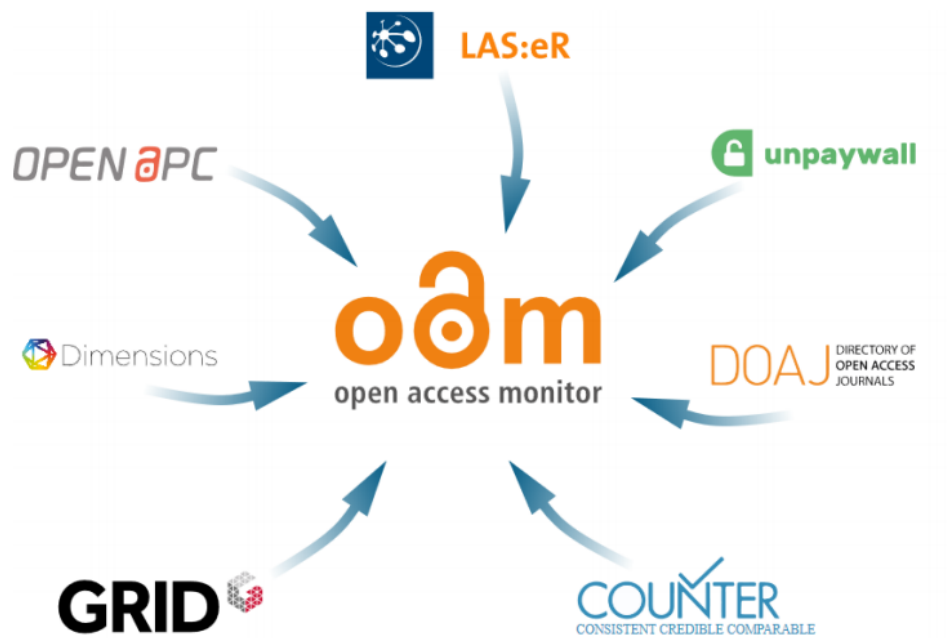 LAS:eR
OPEN aPC
unpaywall
oam
open access monitor
Dimensions
DOAJ
DIRECTORY OF
OPEN ACCESS
JOURNALS
GRID
COUNTER
CONSISTENT CREDIBLE COMPARABLE